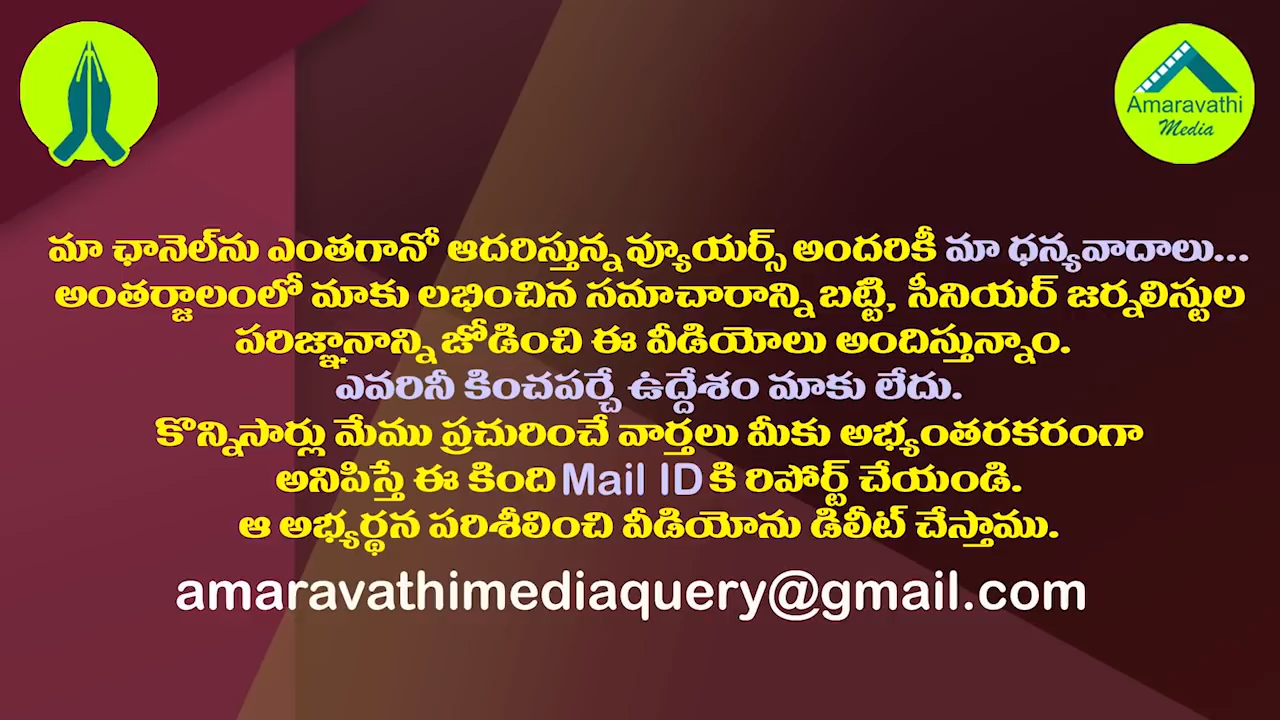 Amaravathi
Media
మా ఛానెల్‌ను ఎంతగానో ఆదరిస్తున్న వ్యూయర్స్ అందరికీ మా ధన్యవాదాలు...
అంతర్జాలంలో మాకు లభించిన సమాచారాన్ని బట్టి, సీనియర్ జర్నలిస్టుల
పరిజ్ఞానాన్ని జోడించి ఈ వీడియోలు అందిస్తున్నాం.
ఎవరినీ కించపర్చే ఉద్దేశం మాకు లేదు.
కొన్నిసార్లు మేము ప్రచురించే వార్తలు మీకు అభ్యంతరకరంగా
అనిపిస్తే ఈ కింది Mail ID కి రిపోర్ట్ చేయండి.
ఆ అభ్యర్థన పరిశీలించి వీడియోను డిలీట్ చేస్తాము.
amaravathimediaquery@gmail.com